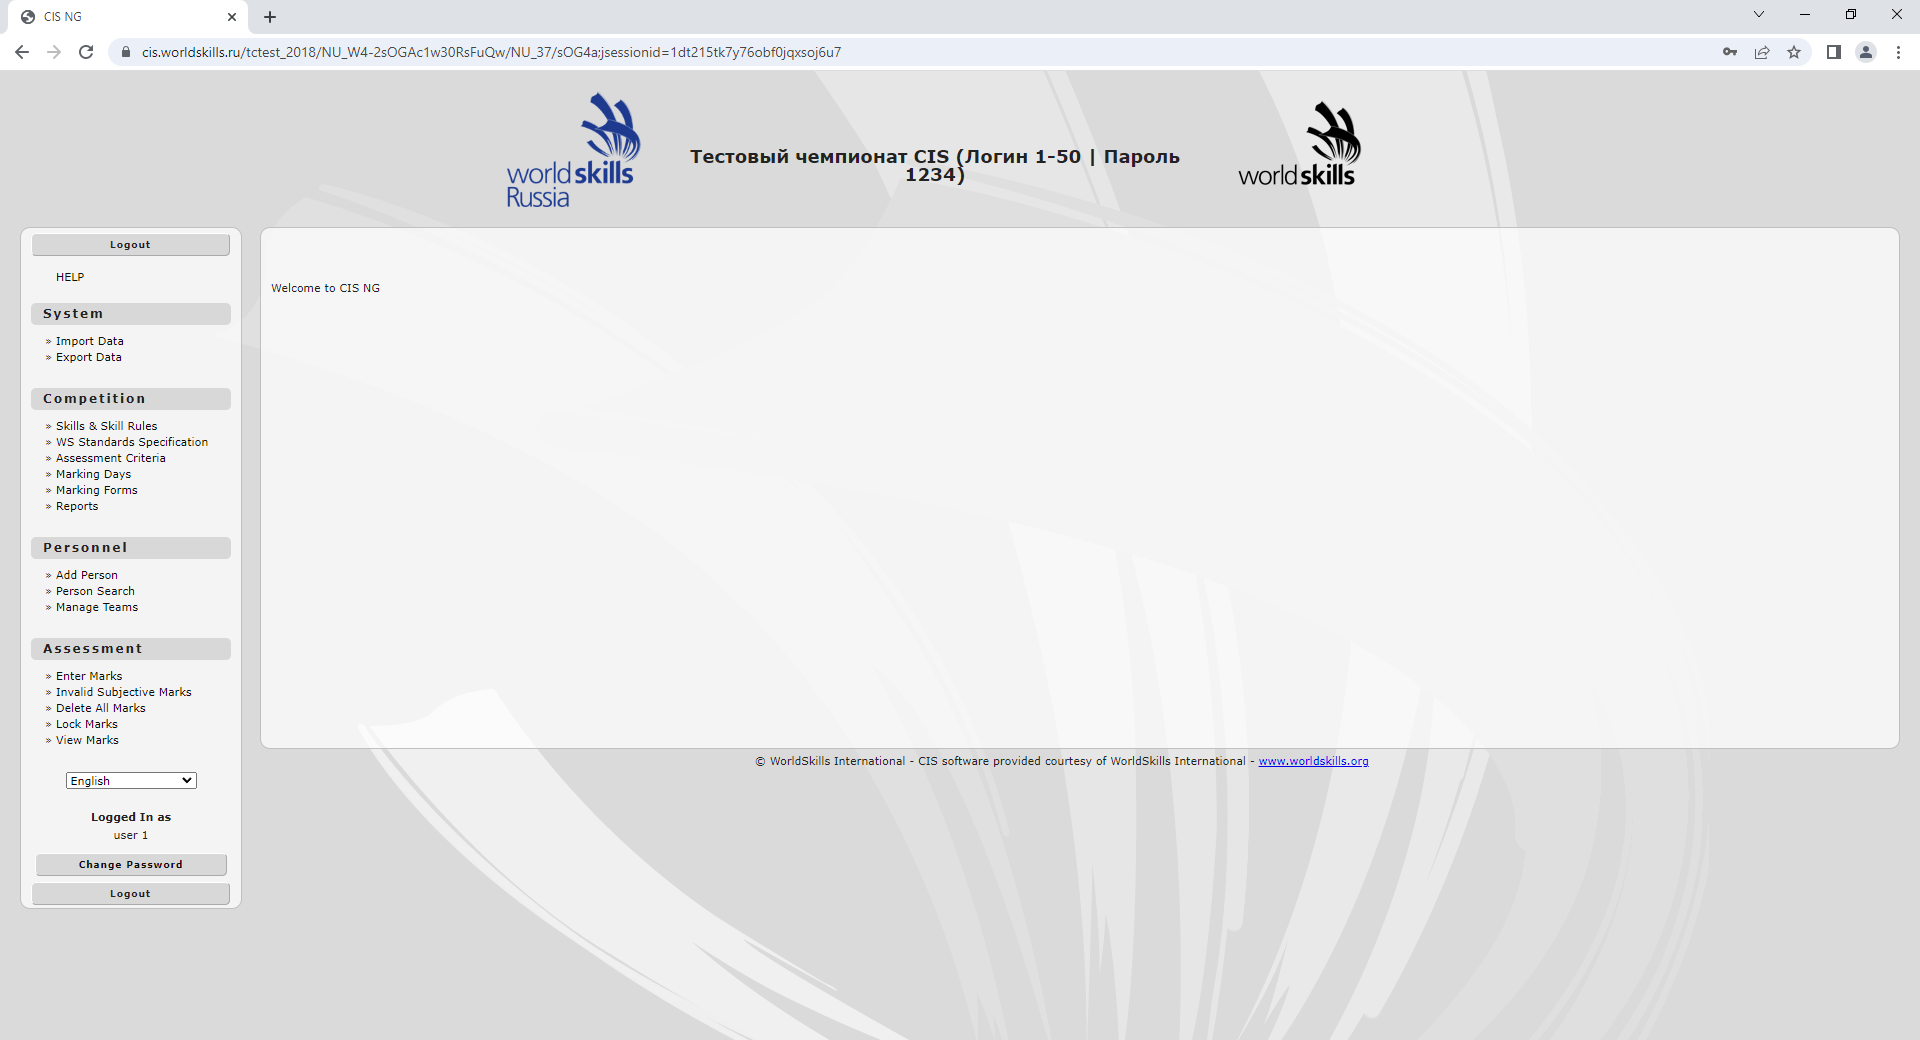 CIS NG
cis.worldskills.ru/tctest_2018/NU_W4-2sOGAc1w30RsFuQw/NU_37/sOG4a;jsessionid=1dt215tk7y76obf0jqxsoj6u7
world skills
Russia
Тестовый чемпионат CIS (Логин 1-50 | Пароль
1234)
world skills
Logout
HELP
System
» Import Data
» Export Data
Competition
» Skills & Skill Rules
» WS Standards Specification
» Assessment Criteria
» Marking Days
» Marking Forms
» Reports
Personnel
» Add Person
» Person Search
» Manage Teams
Assessment
» Enter Marks
» Invalid Subjective Marks
» Delete All Marks
» Lock Marks
» View Marks
English
Logged In as
user 1
Change Password
Logout
Welcome to CIS NG
© WorldSkills International - CIS software provided courtesy of WorldSkills International - www.worldskills.org